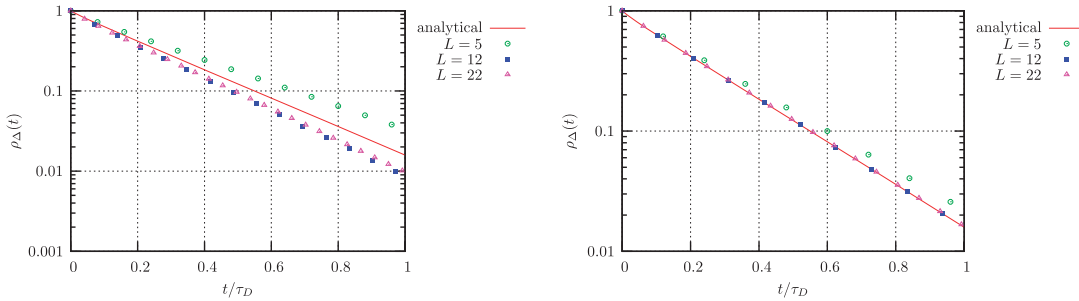 1
0.1
0.01
0.001
ρΔ(t)
0 0.2 0.4 0.6 0.8 1
t/τD
analytical
L = 5
L = 12
L = 22
1
0.1
0.01
ρΔ(t)
0 0.2 0.4 0.6 0.8 1
t/τD
analytical
L = 5
L = 12
L = 22